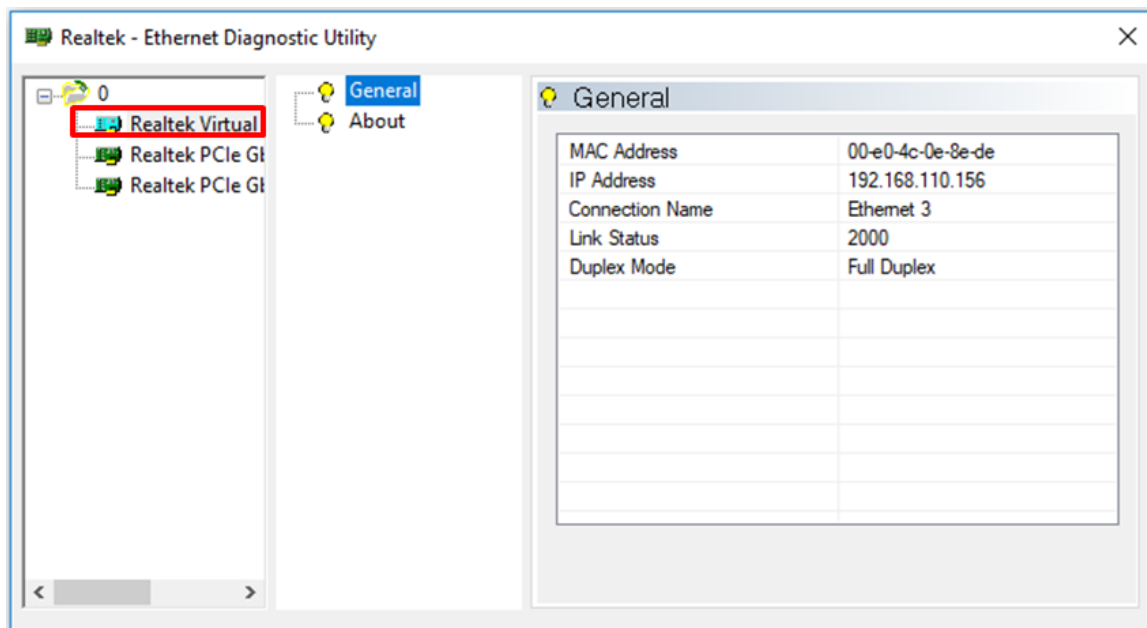 Realtek - Ethernet Diagnostic Utility
0
Realtek Virtual
Realtek PCIe
Realtek PCIe
General
About
General
MAC Address 00-e0-4c-0e-8e-de
IP Address 192.168.110.156
Connection Name Ethernet 3
Link Status 2000
Duplex Mode Full Duplex